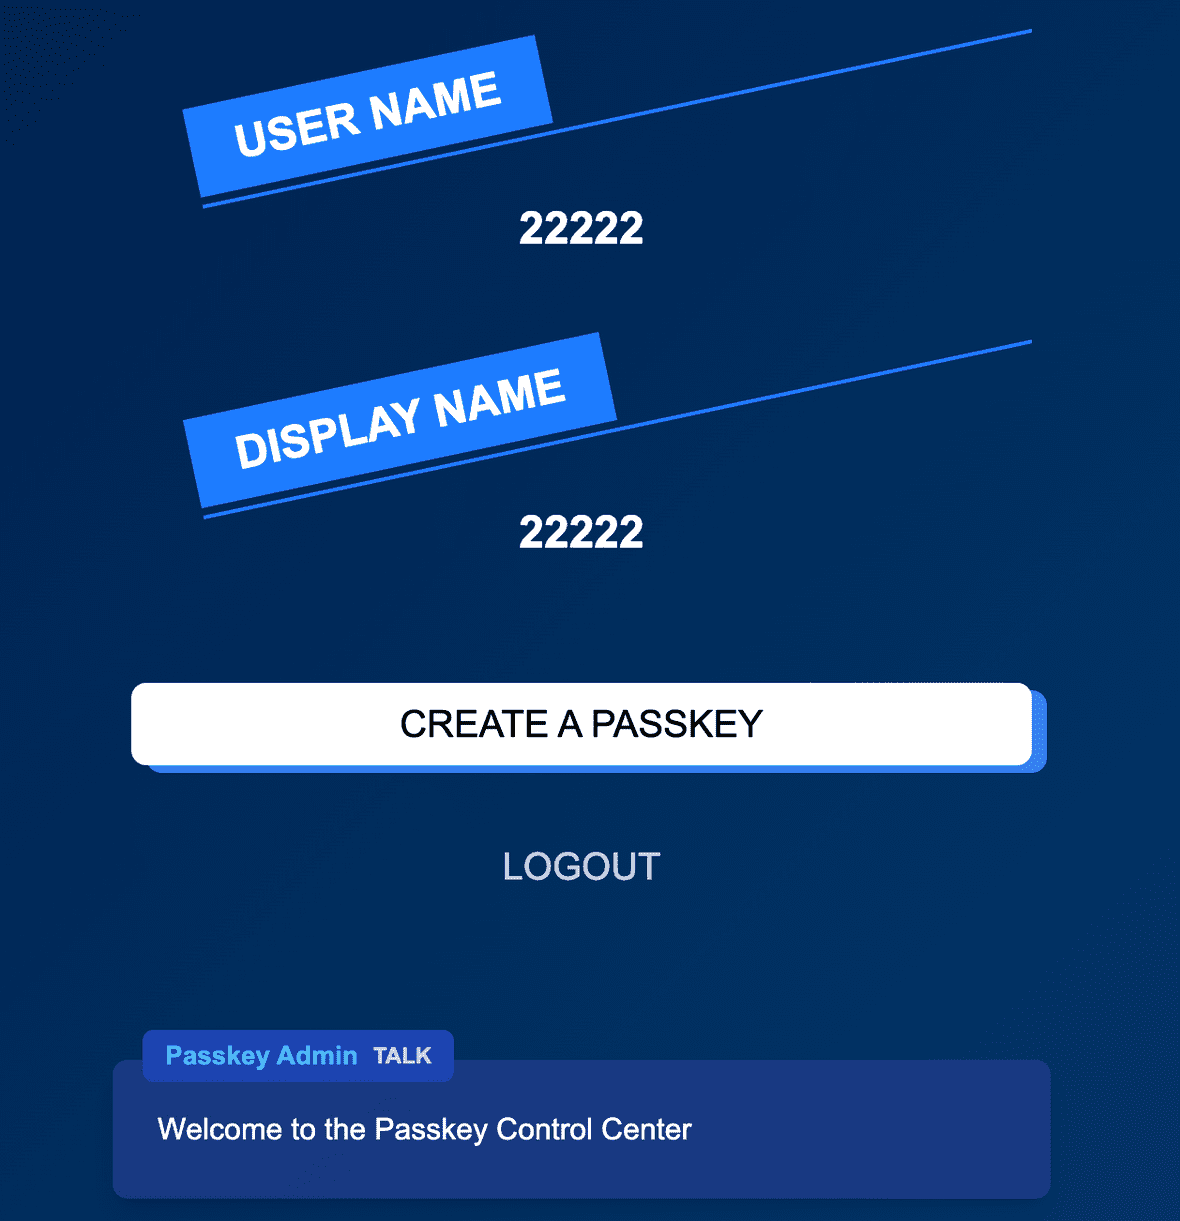 USER NAME
22222
DISPLAY NAME
22222
CREATE A PASSKEY
LOGOUT
Passkey Admin TALK
Welcome to the Passkey Control Center